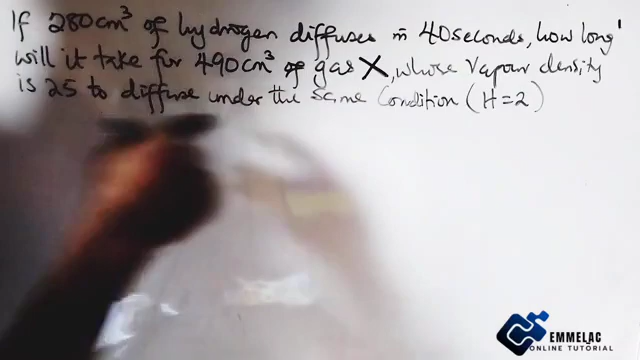 If 280cm³ of hydrogen diffuses in 40seconds, how long
will it take for 490cm³ of gas X, whose vapour density
is 25 to diffuse under the same condition (H=2)
EMMELAC
ONLINE TUTORIAL